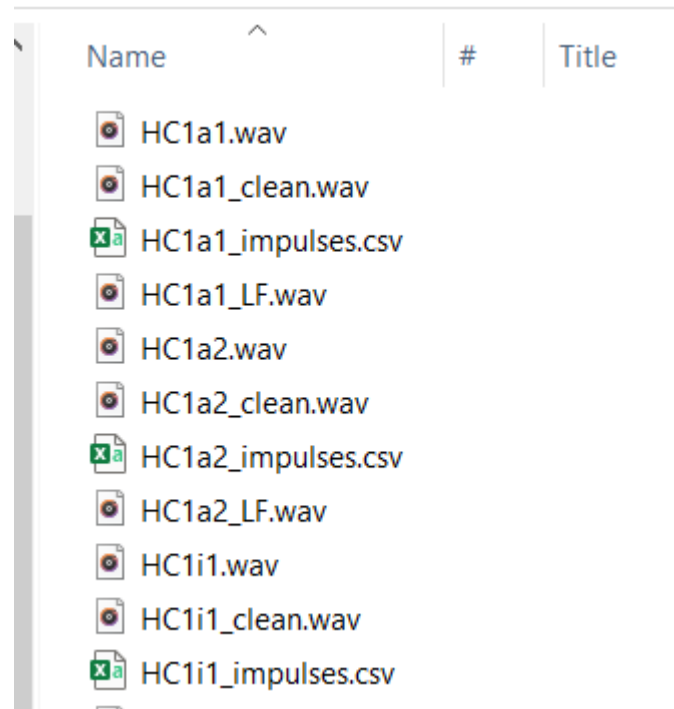 Name # Title
HC1a1.wav
HC1a1_clean.wav
HC1a1_impulses.csv
HC1a1_LF.wav
HC1a2.wav
HC1a2_clean.wav
HC1a2_impulses.csv
HC1a2_LF.wav
HC1i1.wav
HC1i1_clean.wav
HC1i1_impulses.csv